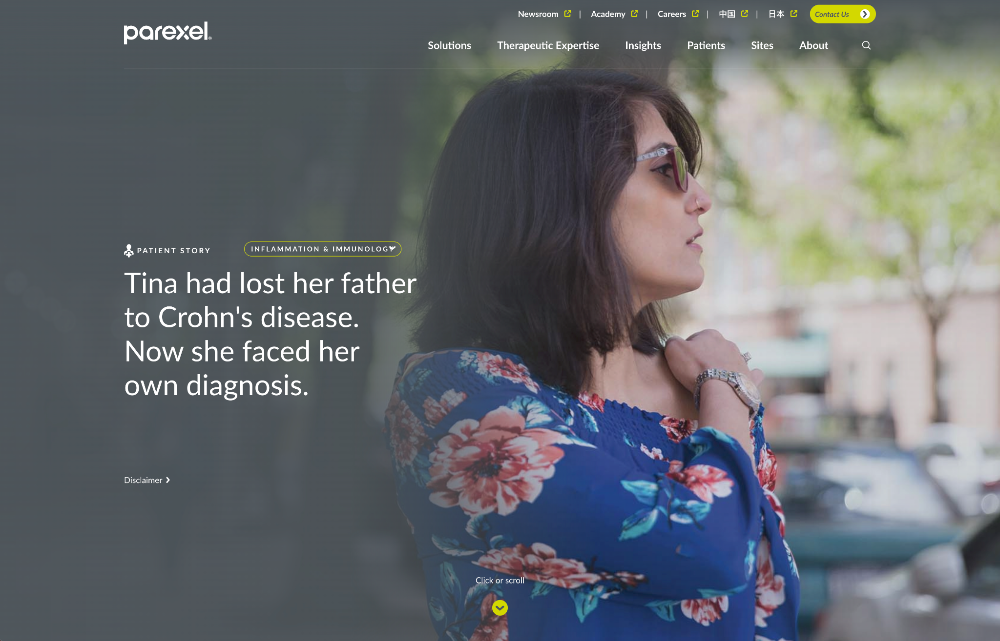 Newsroom | Academy | Careers | 中国 | 日本 Contact Us
parexel®
Solutions Therapeutic Expertise Insights Patients Sites About
PATIENT STORY INFLAMMATION & IMMUNOLOGY
Tina had lost her father
to Crohn's disease.
Now she faced her
own diagnosis.
Disclaimer
Click or scroll